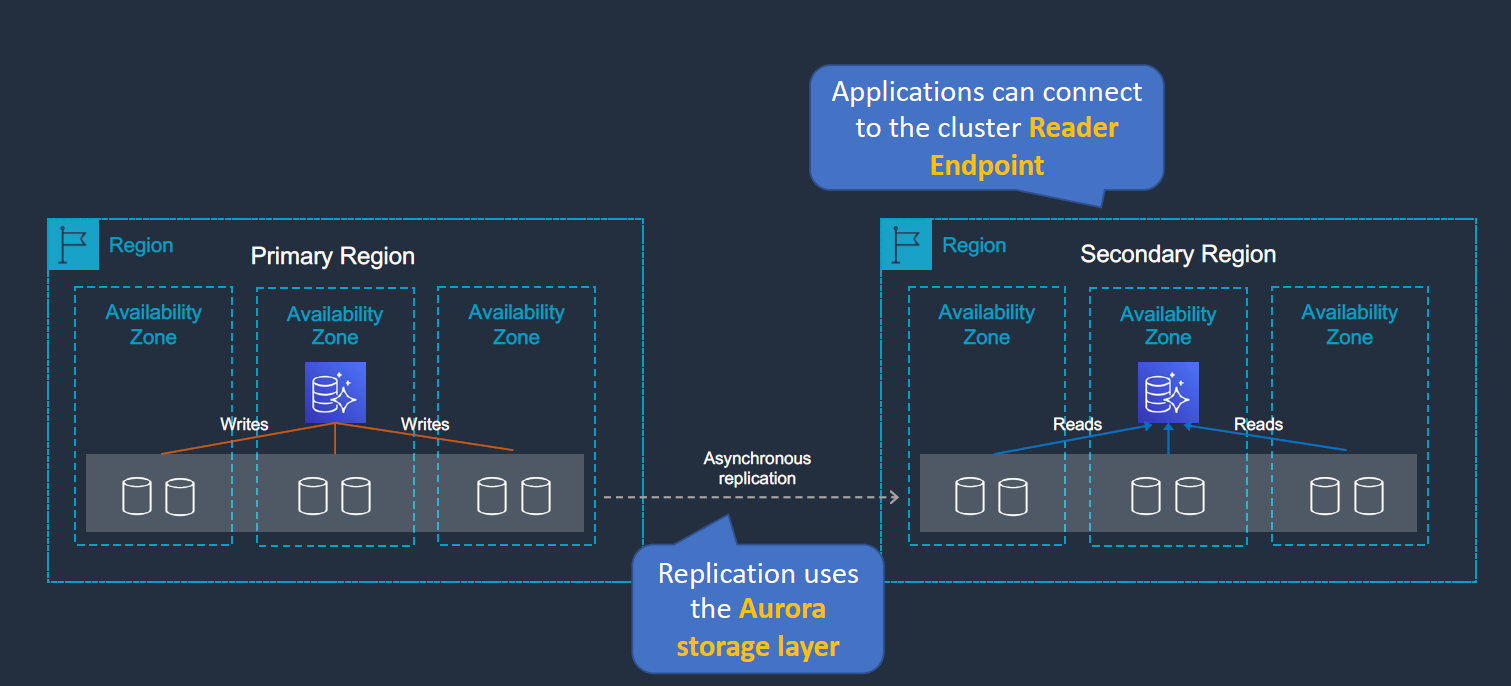 Applications can connect
to the cluster Reader
Endpoint
Region
Primary Region
Availability
Zone
Availability
Zone
Availability
Zone
Writes
Writes
Asynchronous
replication
Replication uses
the Aurora
storage layer
Region
Secondary Region
Availability
Zone
Availability
Zone
Availability
Zone
Reads
Reads